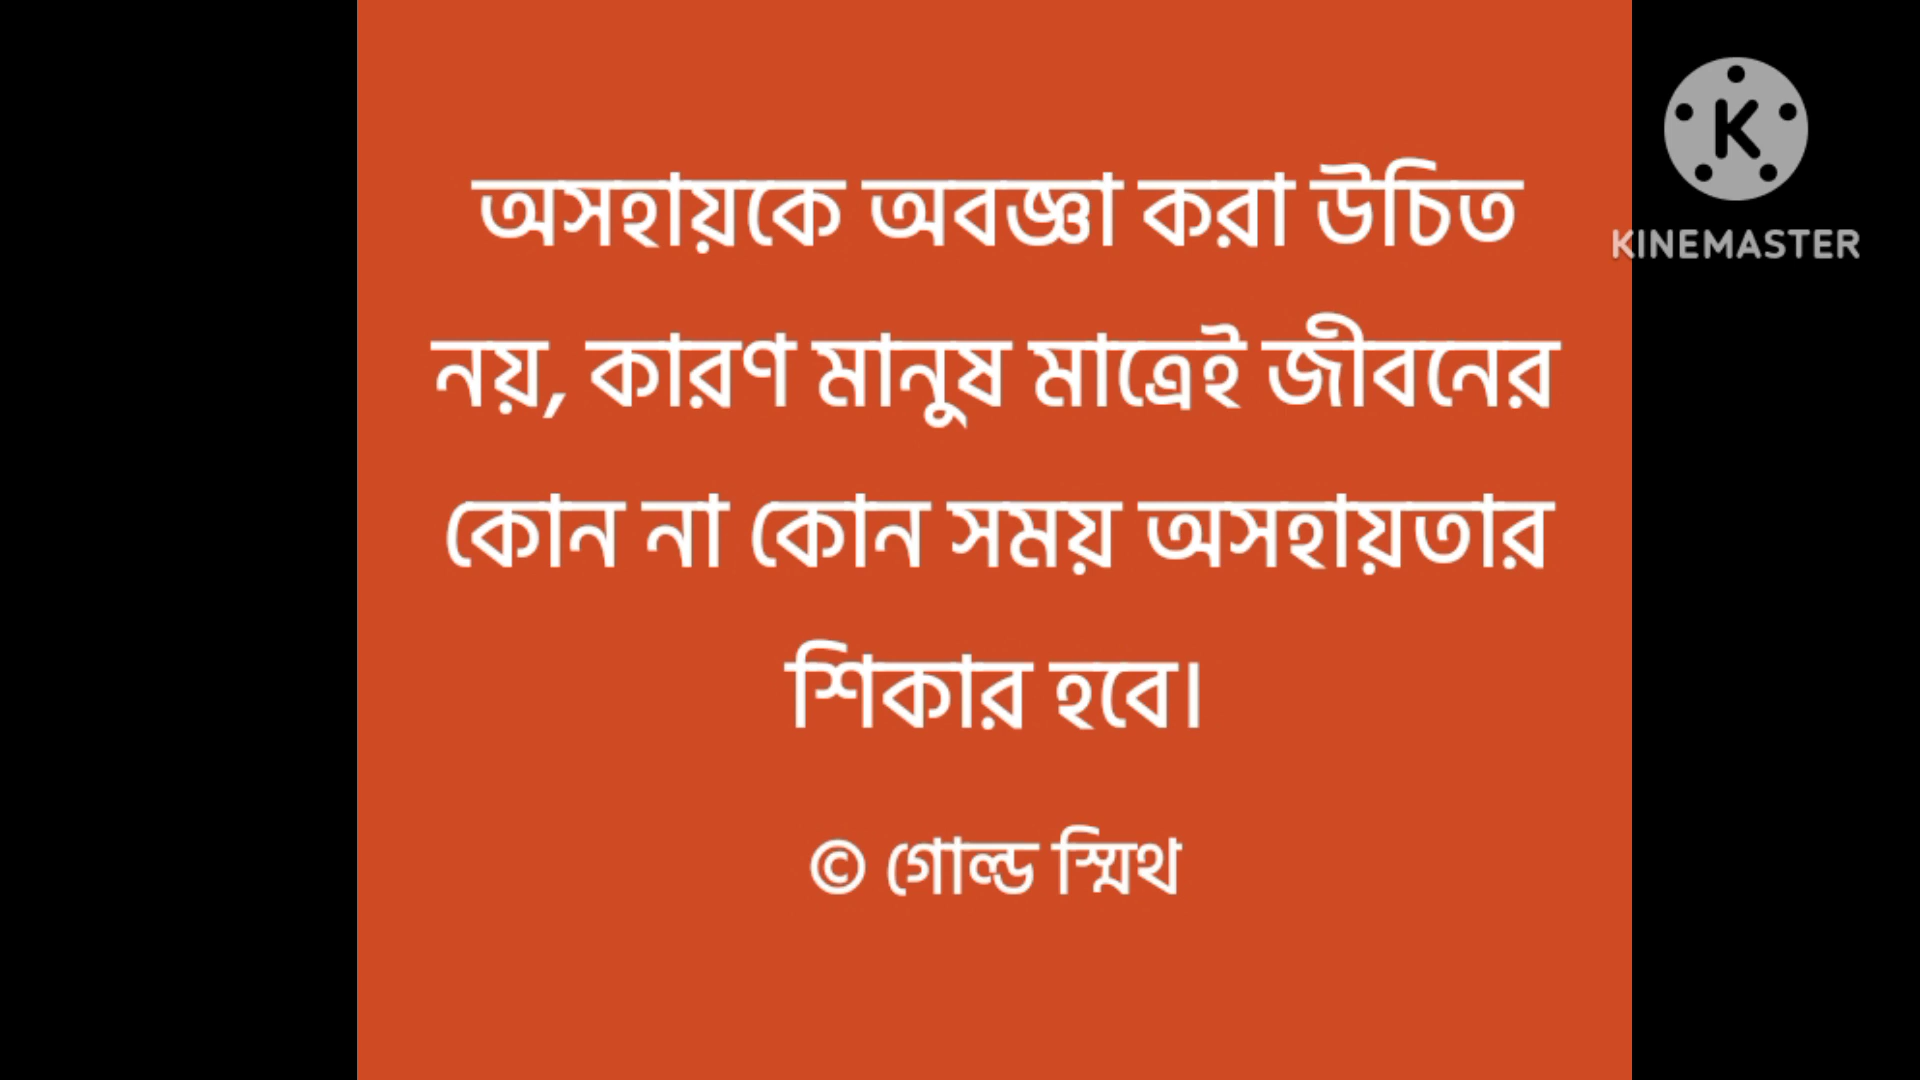 অসহায়কে অবজ্ঞা করা উচিত
নয়, কারণ মানুষ মাত্রেই জীবনের
কোন না কোন সময় অসহায়তার
শিকার হবে।
© গোল্ড স্মিথ
K
KINEMASTER